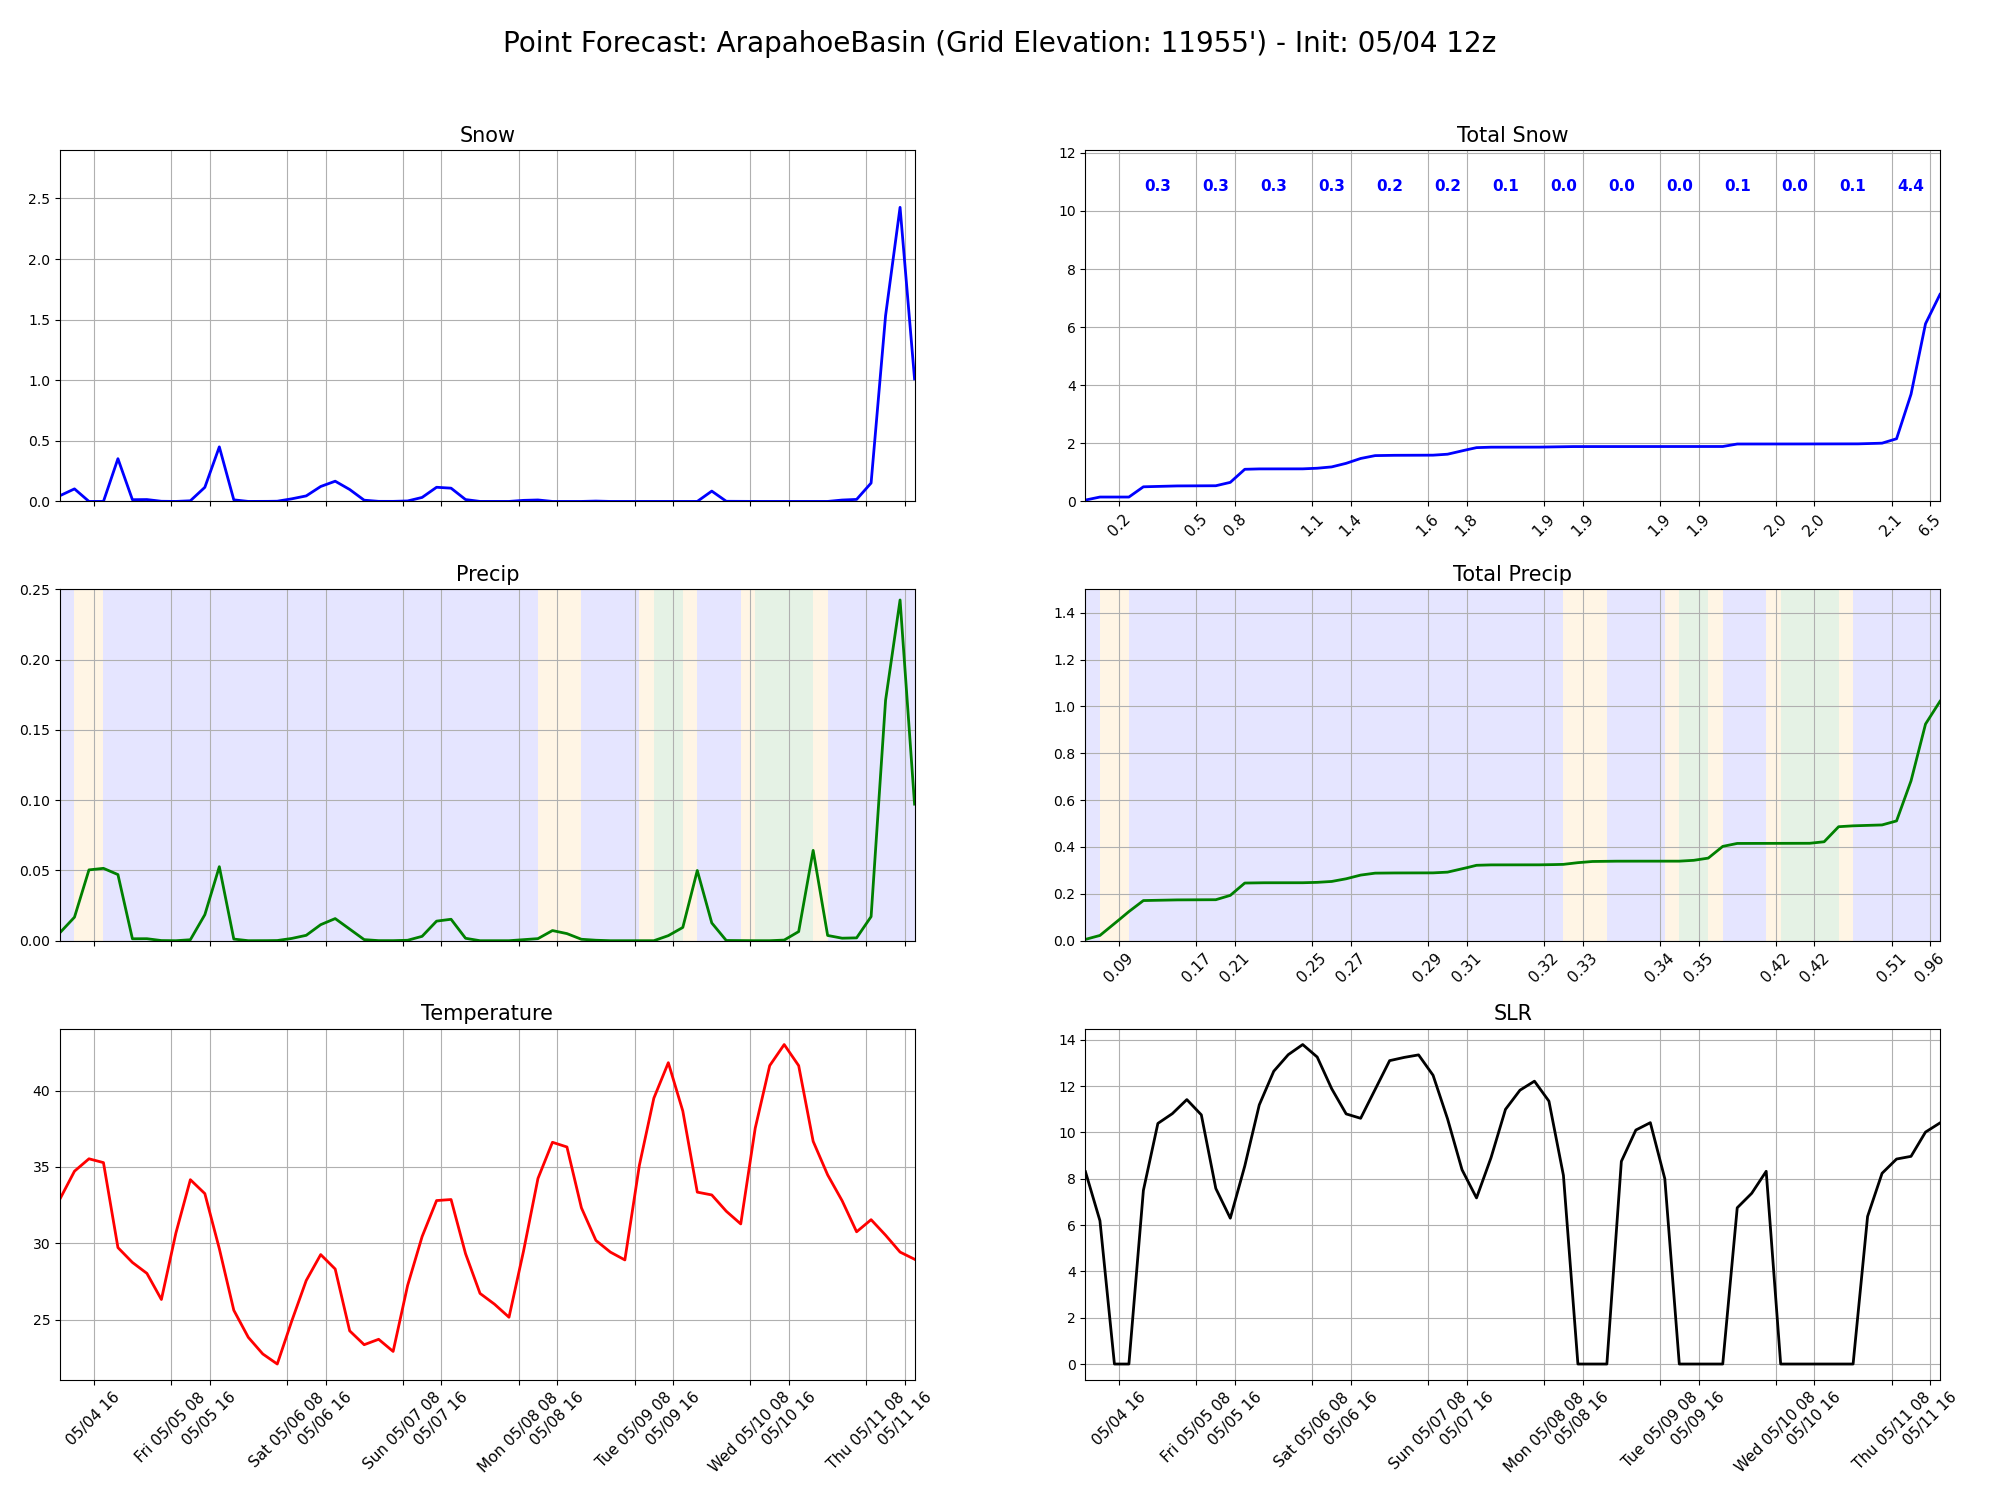 Point Forecast: ArapahoeBasin (Grid Elevation: 11955') - Init: 05/04 12z
Snow
2.5
2.0
1.5
1.0
0.5
0.0
Total Snow
12
10
8
6
4
2
0
0.3 0.3 0.3 0.3 0.2 0.2 0.1 0.0 0.0 0.0 0.1 0.0 0.1 4.4
0.2 0.5 0.8 1.1 1.4 1.6 1.8 1.9 1.9 1.9 1.9 2.0 2.0 2.1 6.5
Precip
0.25
0.20
0.15
0.10
0.05
0.00
Total Precip
1.4
1.2
1.0
0.8
0.6
0.4
0.2
0.0
0.09 0.17 0.21 0.25 0.27 0.29 0.31 0.32 0.33 0.34 0.35 0.42 0.42 0.51 0.96
Temperature
40
35
30
25
05/04 16
Fri 05/05 08
05/05 16
Sat 05/06 08
05/06 16
Sun 05/07 08
05/07 16
Mon 05/08 08
05/08 16
Tue 05/09 08
05/09 16
Wed 05/10 08
05/10 16
Thu 05/11 08
05/11 16
SLR
14
12
10
8
6
4
2
0
05/04 16
Fri 05/05 08
05/05 16
Sat 05/06 08
05/06 16
Sun 05/07 08
05/07 16
Mon 05/08 08
05/08 16
Tue 05/09 08
05/09 16
Wed 05/10 08
05/10 16
Thu 05/11 08
05/11 16